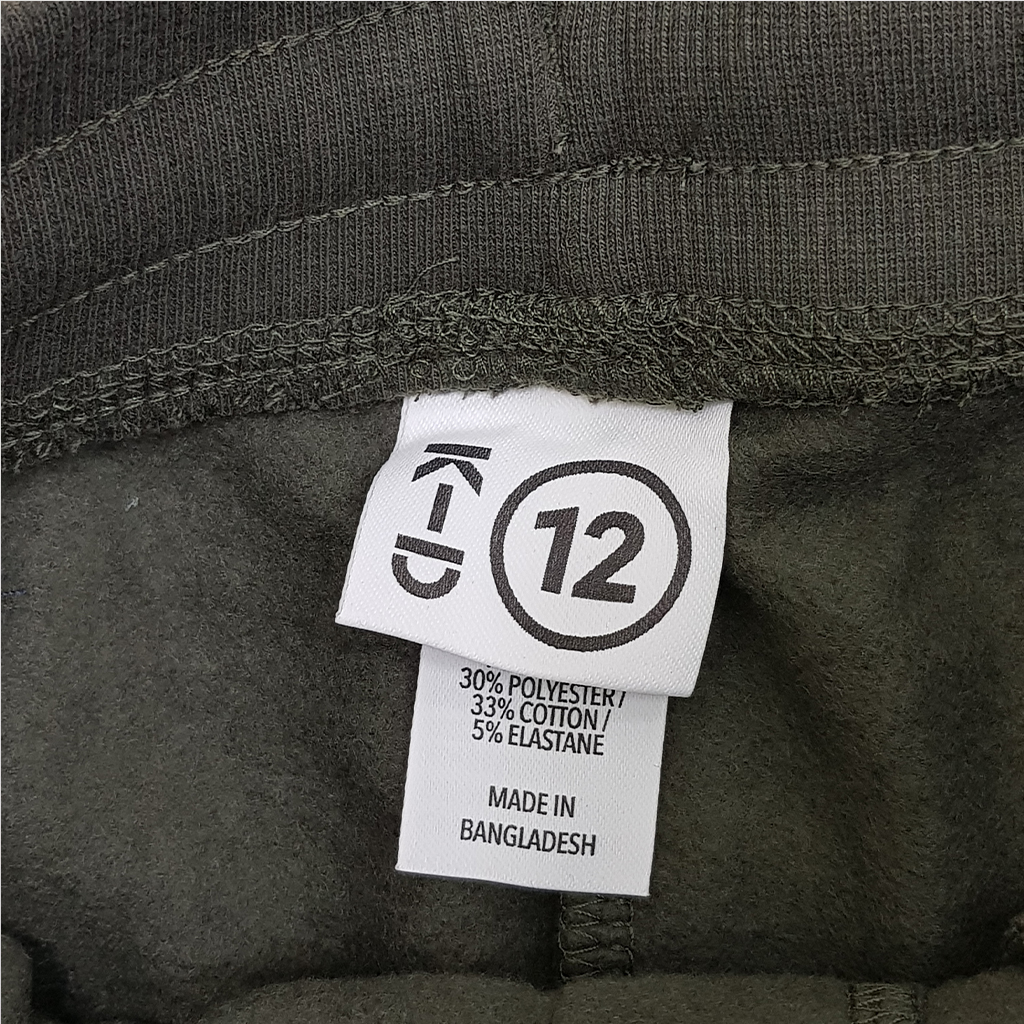 KID
12
30% POLYESTER /
33% COTTON /
5% ELASTANE
MADE IN
BANGLADESH